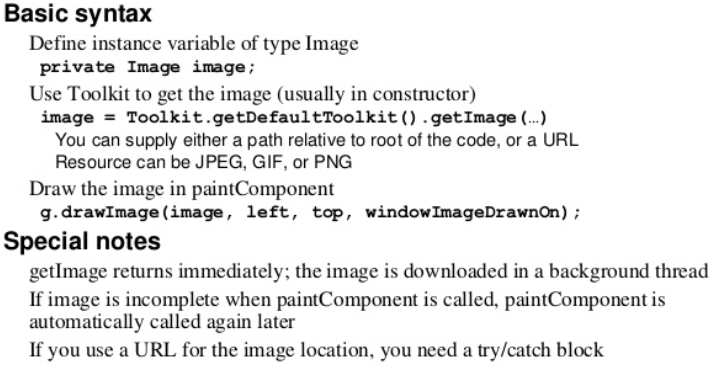 Basic syntax
Define instance variable of type Image
private Image image;
Use Toolkit to get the image (usually in constructor)
image = Toolkit.getDefaultToolkit().getImage(…)
You can supply either a path relative to root of the code, or a URL
Resource can be JPEG, GIF, or PNG
Draw the image in paintComponent
g.drawImage(image, left, top, windowImageDrawnOn);
Special notes
getImage returns immediately; the image is downloaded in a background thread
If image is incomplete when paintComponent is called, paintComponent is
automatically called again later
If you use a URL for the image location, you need a try/catch block